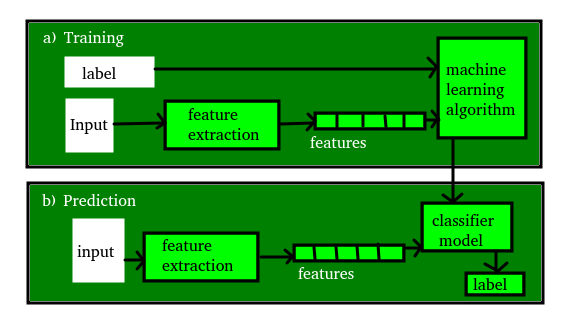 a) Training
label
machine
learning
algorithm
Input
feature
extraction
features
b) Prediction
classifier
model
input
feature
extraction
features
label